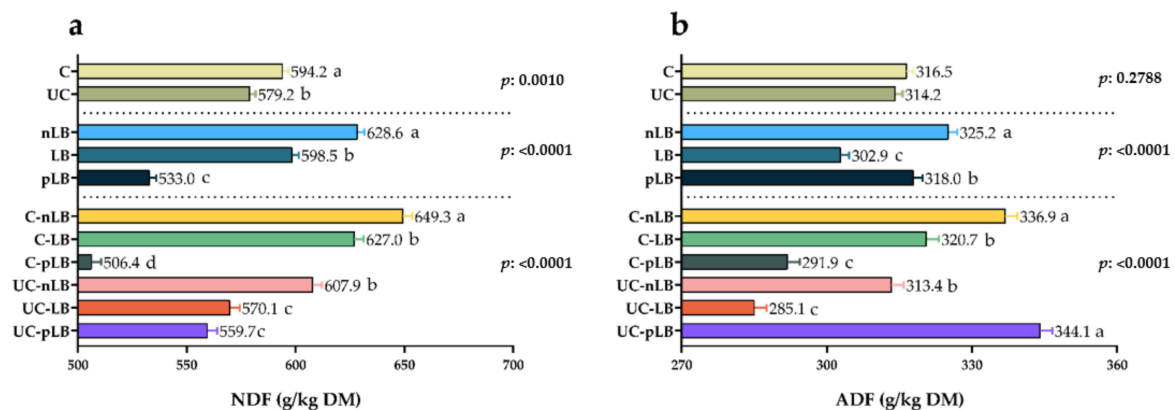 a
C 594.2 a
UC 579.2 b
p: 0.0010
nLB 628.6 a
LB 598.5 b
pLB 533.0 c
p: <0.0001
C-nLB 649.3 a
C-LB 627.0 b
C-pLB 506.4 d
UC-nLB 607.9 b
UC-LB 570.1 c
UC-pLB 559.7c
p: <0.0001
500 550 600 650 700
NDF (g/kg DM)
b
C 316.5
UC 314.2
p: 0.2788
nLB 325.2 a
LB 302.9 c
pLB 318.0 b
p: <0.0001
C-nLB 336.9 a
C-LB 320.7 b
C-pLB 291.9 c
UC-nLB 313.4 b
UC-LB 285.1 c
UC-pLB 344.1 a
p: <0.0001
270 300 330 360
ADF (g/kg DM)